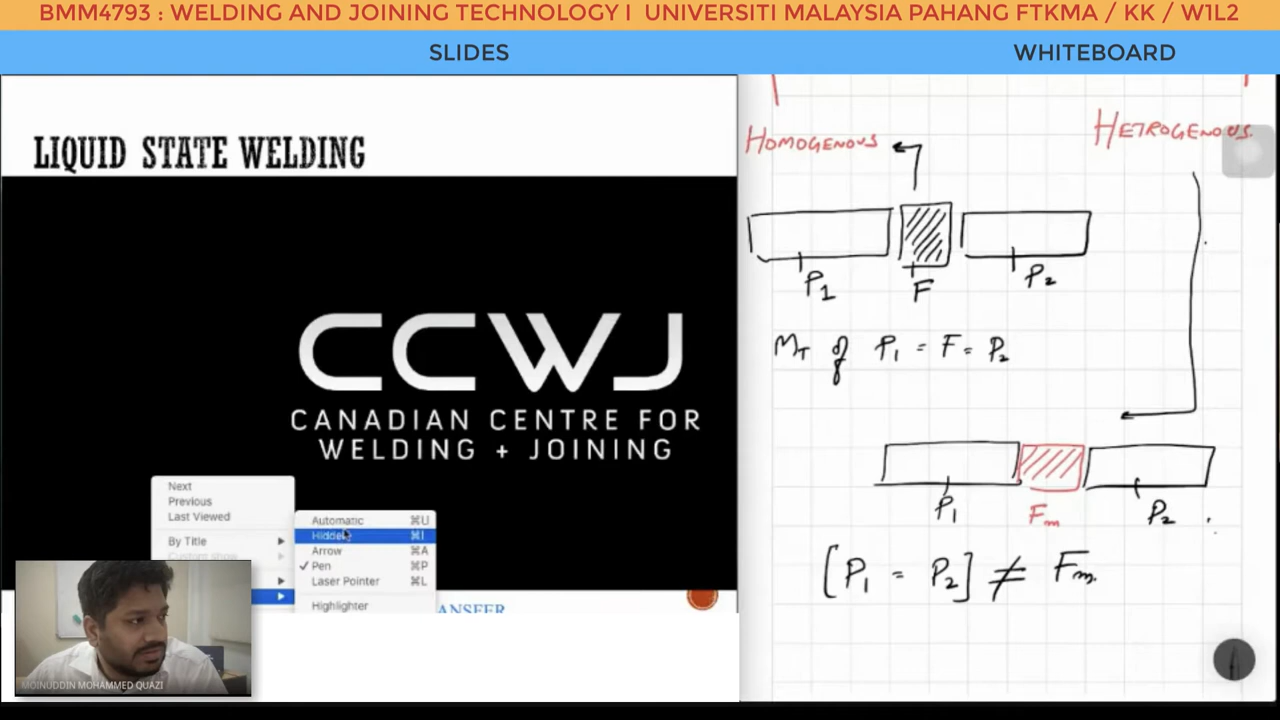 BMM4793 : WELDING AND JOINING TECHNOLOGY I UNIVERSITI MALAYSIA PAHANG FTKMA / KK / W1L2
SLIDES
WHITEBOARD
LIQUID STATE WELDING
CCWJ
CANADIAN CENTRE FOR
WELDING + JOINING
Next
Previous
Last Viewed
By Title
Custom show
Automatic ⌘U
Hidden ⌘I
Arrow ⌘A
✓ Pen ⌘P
Laser Pointer ⌘L
Highlighter
MOINUDDIN MOHAMMED QUAZI
HOMOGENOUS
HETROGENOUS
P1
F
P2
MT of P1 = F = P2
P1
Fm
P2
[P1 = P2] ≠ Fm